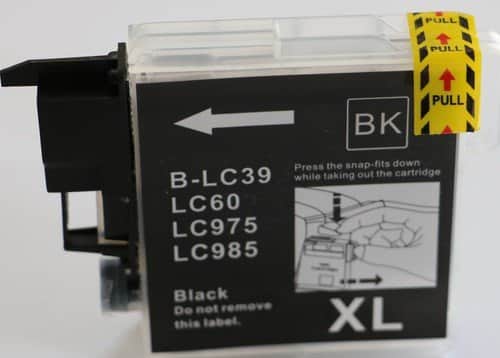 PULL
PULL
PULL
BK
B-LC39
LC60
LC975
LC985
Press the snap-fits down
while taking out the cartridge
Black
Do not remove
this label.
XL